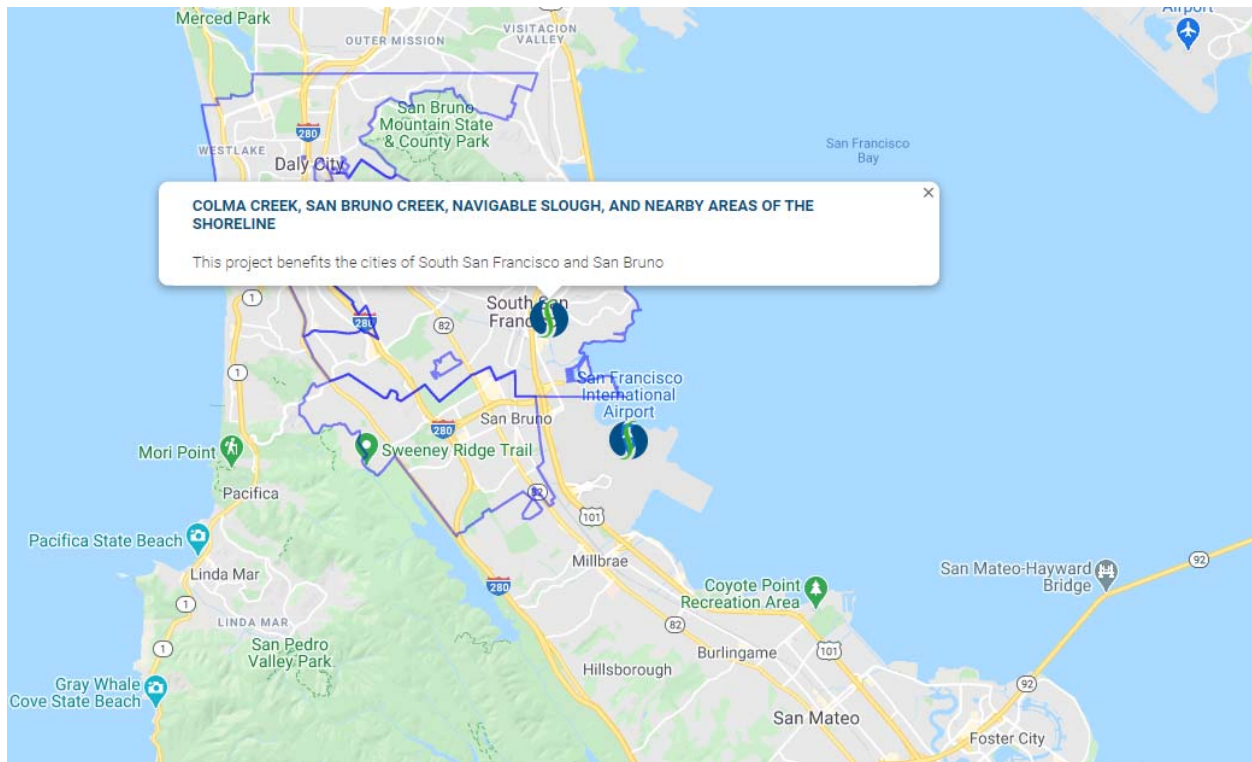 Airport
Merced Park
OUTER MISSION
VISITACION
VALLEY
San Bruno
Mountain State
& County Park
280
WESTLAKE
Daly City
San Francisco
Bay
COLMA CREEK, SAN BRUNO CREEK, NAVIGABLE SLOUGH, AND NEARBY AREAS OF THE
SHORELINE
This project benefits the cities of South San Francisco and San Bruno
1
South San
280
82
1
San Francisco
International
Airport
San Bruno
280
Mori Point
Sweeney Ridge Trail
Pacifica
82
101
Pacifica State Beach
Millbrae
92
San Mateo-Hayward
Bridge
Linda Mar
280
Coyote Point
Recreation Area
1
LINDA MAR
82
San Pedro
Valley Park
1
Burlingame
101
Hillsborough
Gray Whale
Cove State Beach
92
San Mateo
Foster City